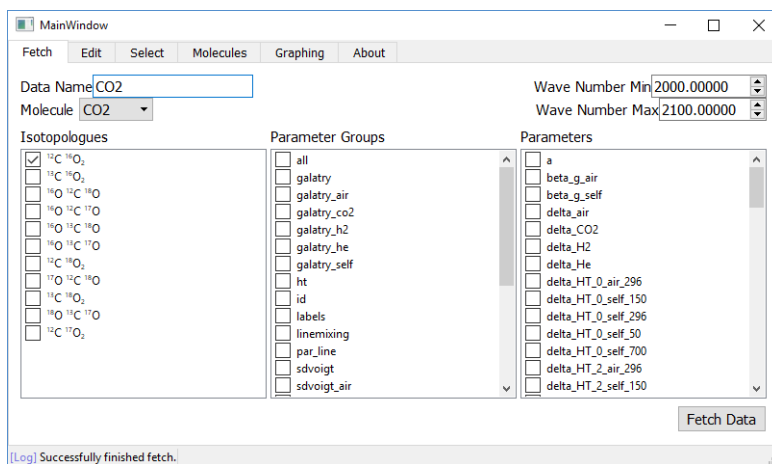 MainWindow
Fetch Edit Select Molecules Graphing About
Data Name CO2 Wave Number Min 2000.00000
Molecule CO2 Wave Number Max 2100.00000
Isotopologues Parameter Groups Parameters
¹²C ¹⁶O₂ all a
¹³C ¹⁶O₂ galatry beta_g_air
¹⁶O ¹²C ¹⁸O galatry_air beta_g_self
¹⁶O ¹²C ¹⁷O galatry_co2 delta_air
¹⁶O ¹³C ¹⁸O galatry_h2 delta_CO2
¹⁶O ¹³C ¹⁷O galatry_he delta_H2
¹²C ¹⁸O₂ galatry_self delta_He
¹⁷O ¹²C ¹⁸O ht delta_HT_0_air_296
¹³C ¹⁸O₂ id delta_HT_0_self_150
¹⁸O ¹³C ¹⁷O labels delta_HT_0_self_296
¹²C ¹⁷O₂ linemixing delta_HT_0_self_50
par_line delta_HT_0_self_700
sdvoigt delta_HT_2_air_296
sdvoigt_air delta_HT_2_self_150
Fetch Data
[Log] Successfully finished fetch.